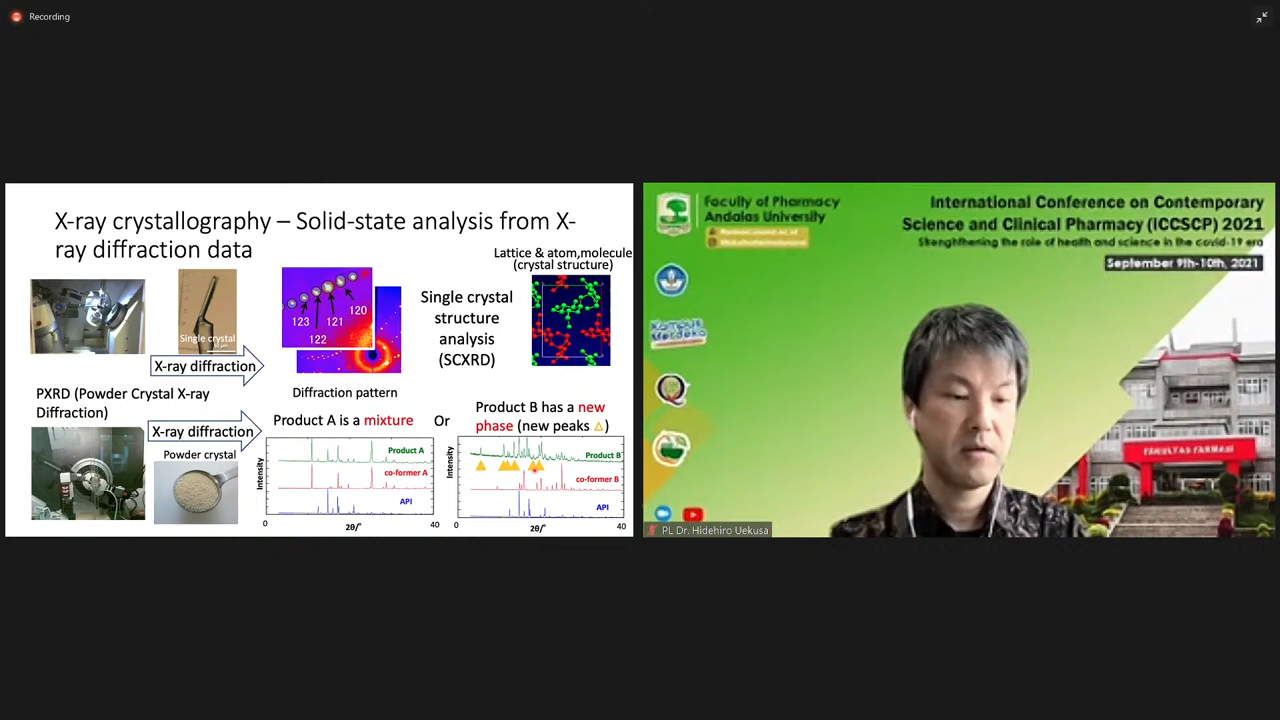 Recording
X-ray crystallography – Solid-state analysis from X-
ray diffraction data
Lattice & atom,molecule
(crystal structure)
Single crystal
X-ray diffraction
123
122
121
120
Diffraction pattern
Single crystal
structure
analysis
(SCXRD)
PXRD (Powder Crystal X-ray
Diffraction)
X-ray diffraction
Powder crystal
Product A is a mixture
Or
Product B has a new
phase (new peaks △)
Intensity
Product A
co-former A
API
0
2θ/°
40
Intensity
Product B
co-former B
API
0
2θ/°
40
Faculty of Pharmacy
Andalas University
International Conference on Contemporary
Science and Clinical Pharmacy (ICCSCP) 2021
Strengthening the role of health and science in the covid-19 era
September 9th-10th, 2021
Kampus
Merdeka
FAKULTAS FARMASI
PL Dr. Hidehiro Uekusa